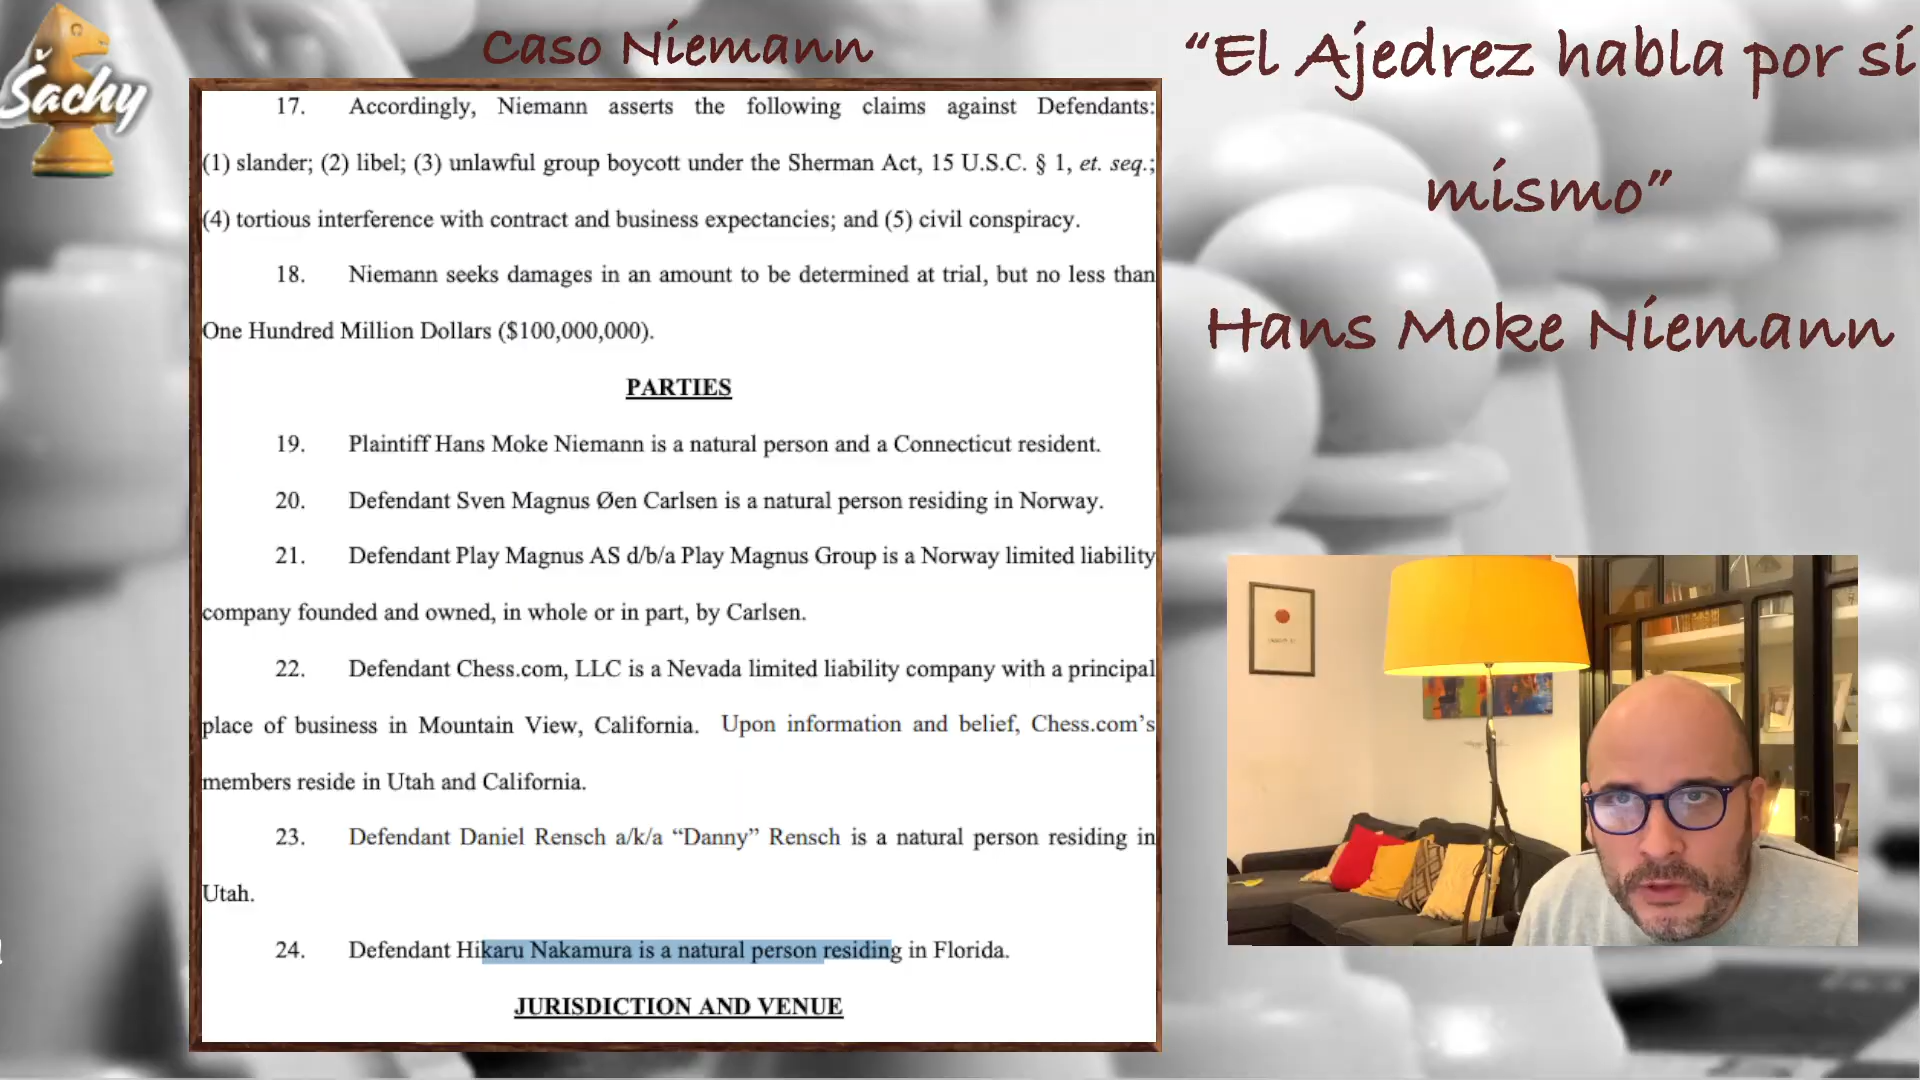 Šachy
Caso Niemann
17. Accordingly, Niemann asserts the following claims against Defendants:
(1) slander; (2) libel; (3) unlawful group boycott under the Sherman Act, 15 U.S.C. § 1, et. seq.;
(4) tortious interference with contract and business expectancies; and (5) civil conspiracy.
18. Niemann seeks damages in an amount to be determined at trial, but no less than
One Hundred Million Dollars ($100,000,000).
PARTIES
19. Plaintiff Hans Moke Niemann is a natural person and a Connecticut resident.
20. Defendant Sven Magnus Øen Carlsen is a natural person residing in Norway.
21. Defendant Play Magnus AS d/b/a Play Magnus Group is a Norway limited liability
company founded and owned, in whole or in part, by Carlsen.
22. Defendant Chess.com, LLC is a Nevada limited liability company with a principal
place of business in Mountain View, California. Upon information and belief, Chess.com’s
members reside in Utah and California.
23. Defendant Daniel Rensch a/k/a “Danny” Rensch is a natural person residing in
Utah.
24. Defendant Hikaru Nakamura is a natural person residing in Florida.
JURISDICTION AND VENUE
“El Ajedrez habla por sí
mismo”
Hans Moke Niemann